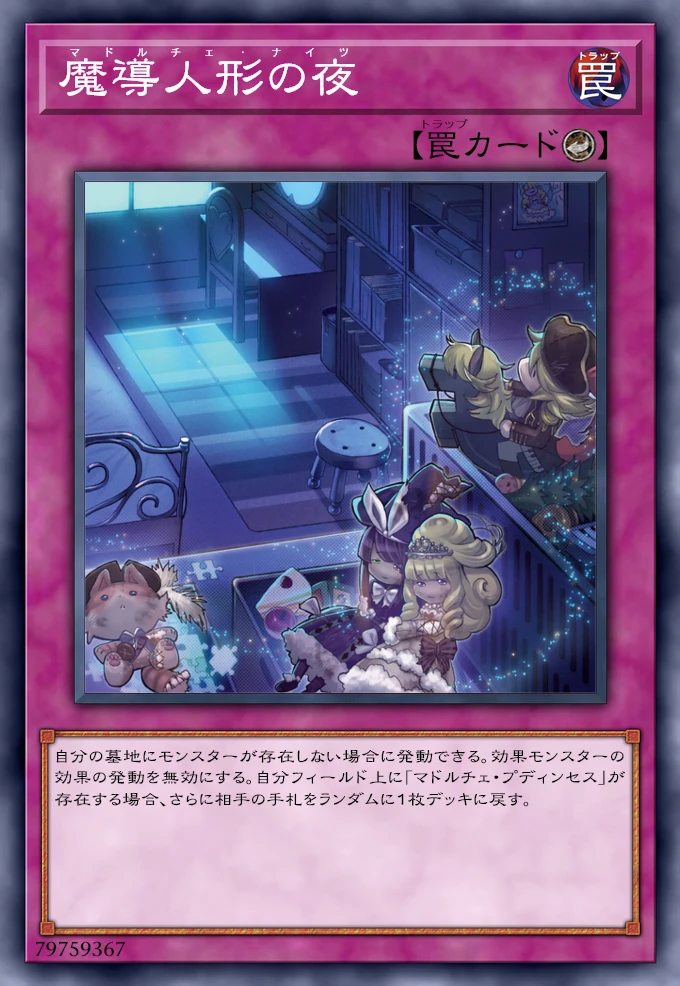 マドルチェ・ナイツ
魔導人形の夜
トラップ
罠
トラップ
【罠カード】
自分の墓地にモンスターが存在しない場合に発動できる。効果モンスターの
効果の発動を無効にする。自分フィールド上に「マドルチェ・プディンセス」が
存在する場合、さらに相手の手札をランダムに1枚デッキに戻す。
79759367